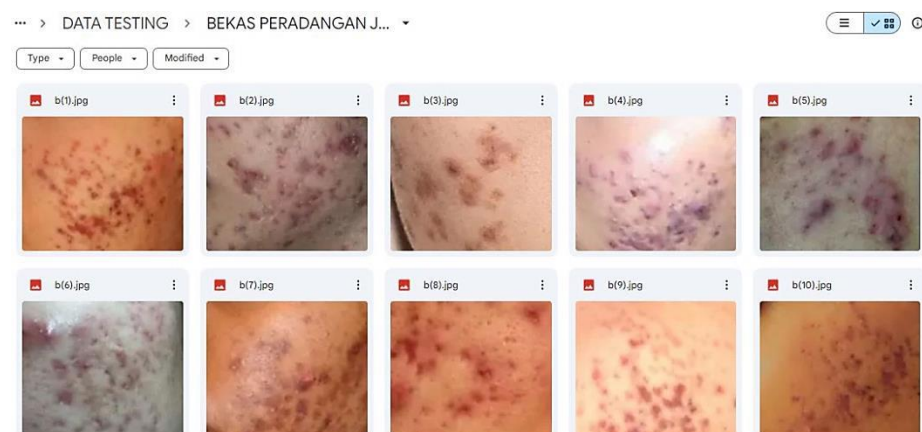 ... > DATA TESTING > BEKAS PERADANGAN J...
Type People Modified
b(1).jpg b(2).jpg b(3).jpg b(4).jpg b(5).jpg
b(6).jpg b(7).jpg b(8).jpg b(9).jpg b(10).jpg